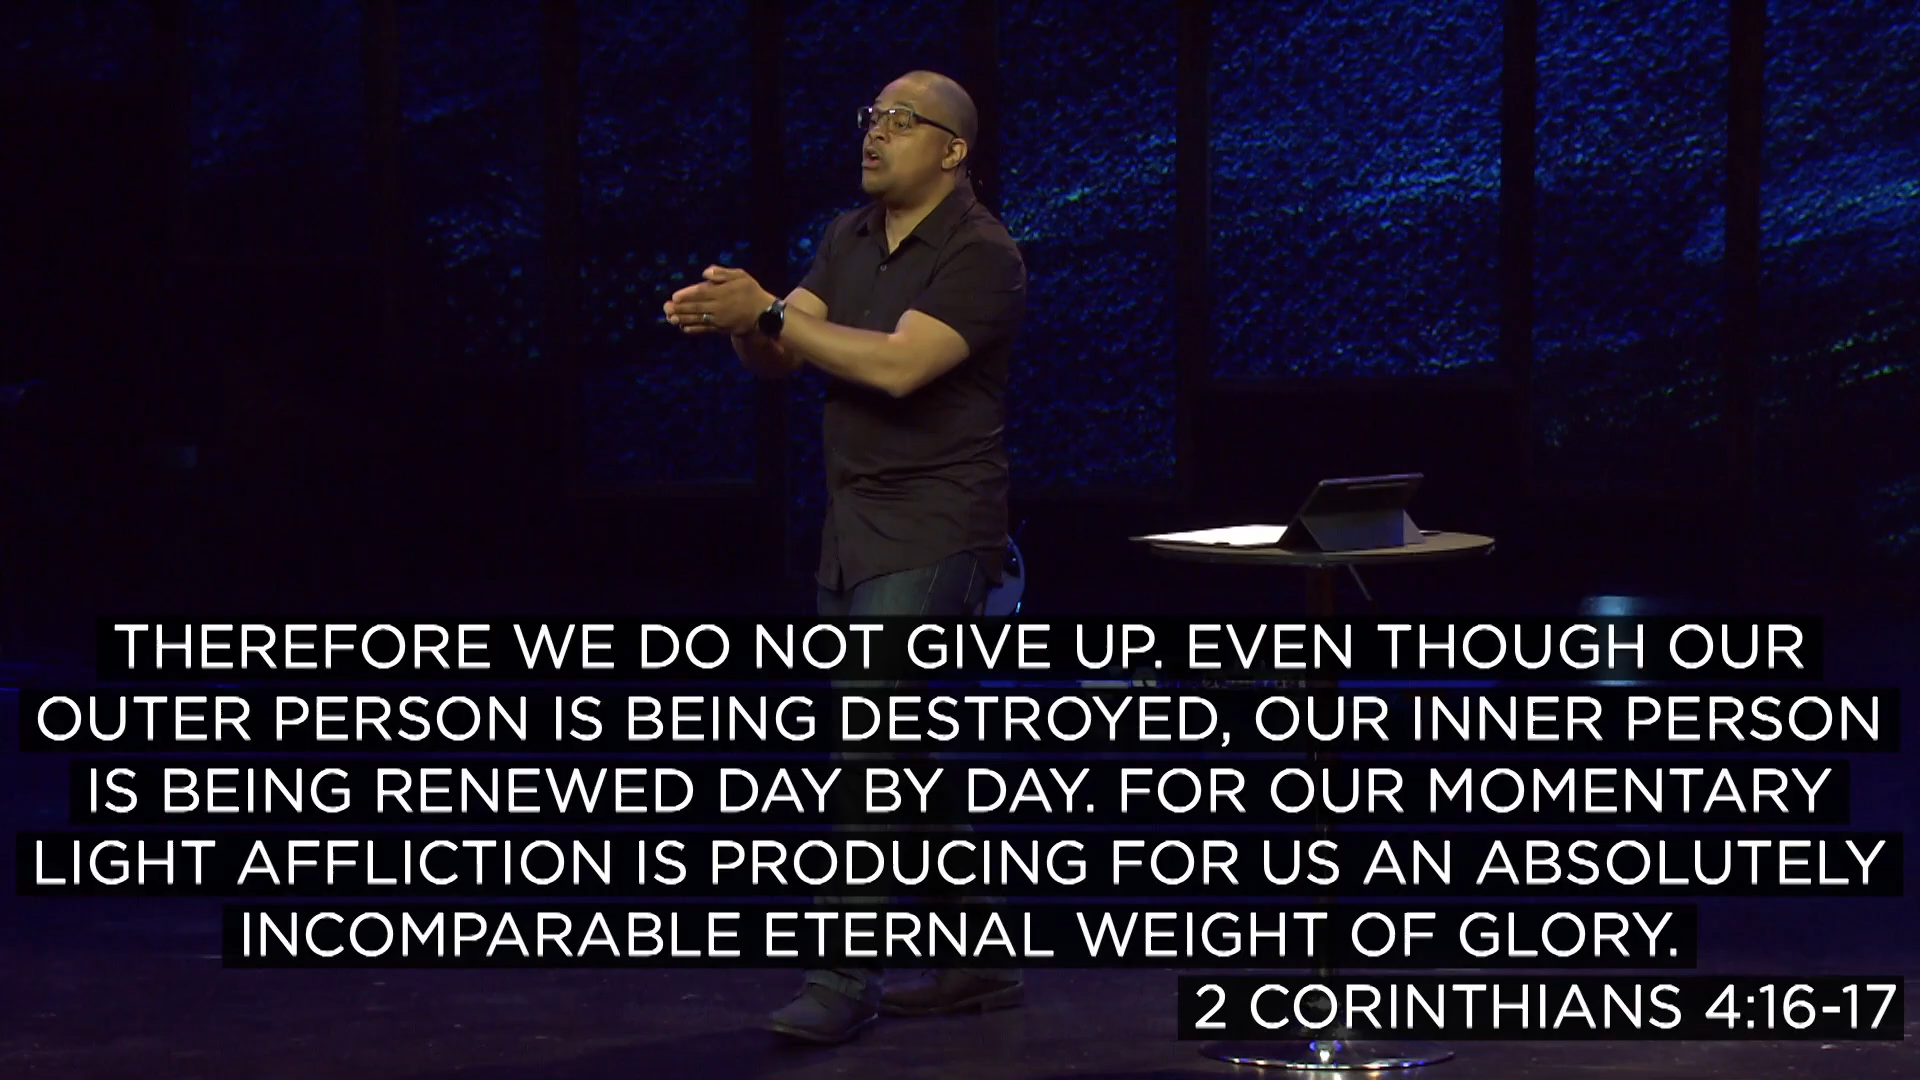 THEREFORE WE DO NOT GIVE UP. EVEN THOUGH OUR
OUTER PERSON IS BEING DESTROYED, OUR INNER PERSON
IS BEING RENEWED DAY BY DAY. FOR OUR MOMENTARY
LIGHT AFFLICTION IS PRODUCING FOR US AN ABSOLUTELY
INCOMPARABLE ETERNAL WEIGHT OF GLORY.
2 CORINTHIANS 4:16-17